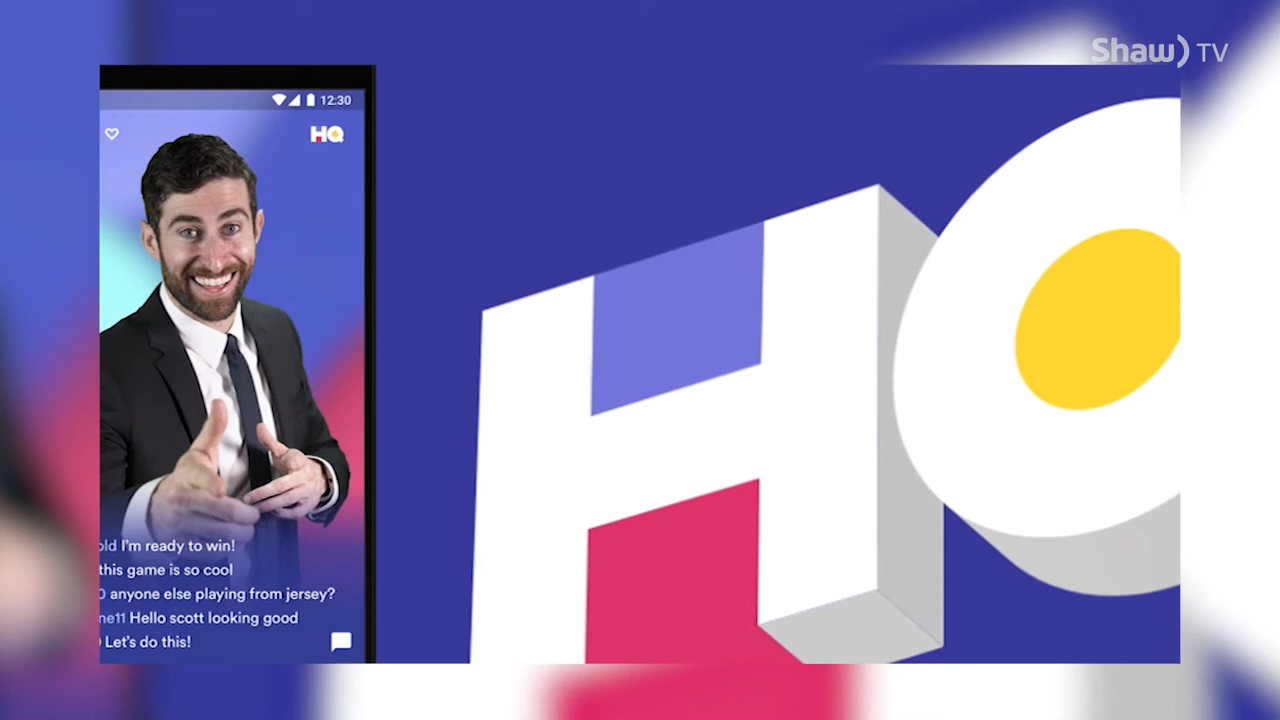 Shaw) TV
12:30
HQ
HQ
old I'm ready to win!
this game is so cool
0 anyone else playing from jersey?
ne11 Hello scott looking good
Let's do this!